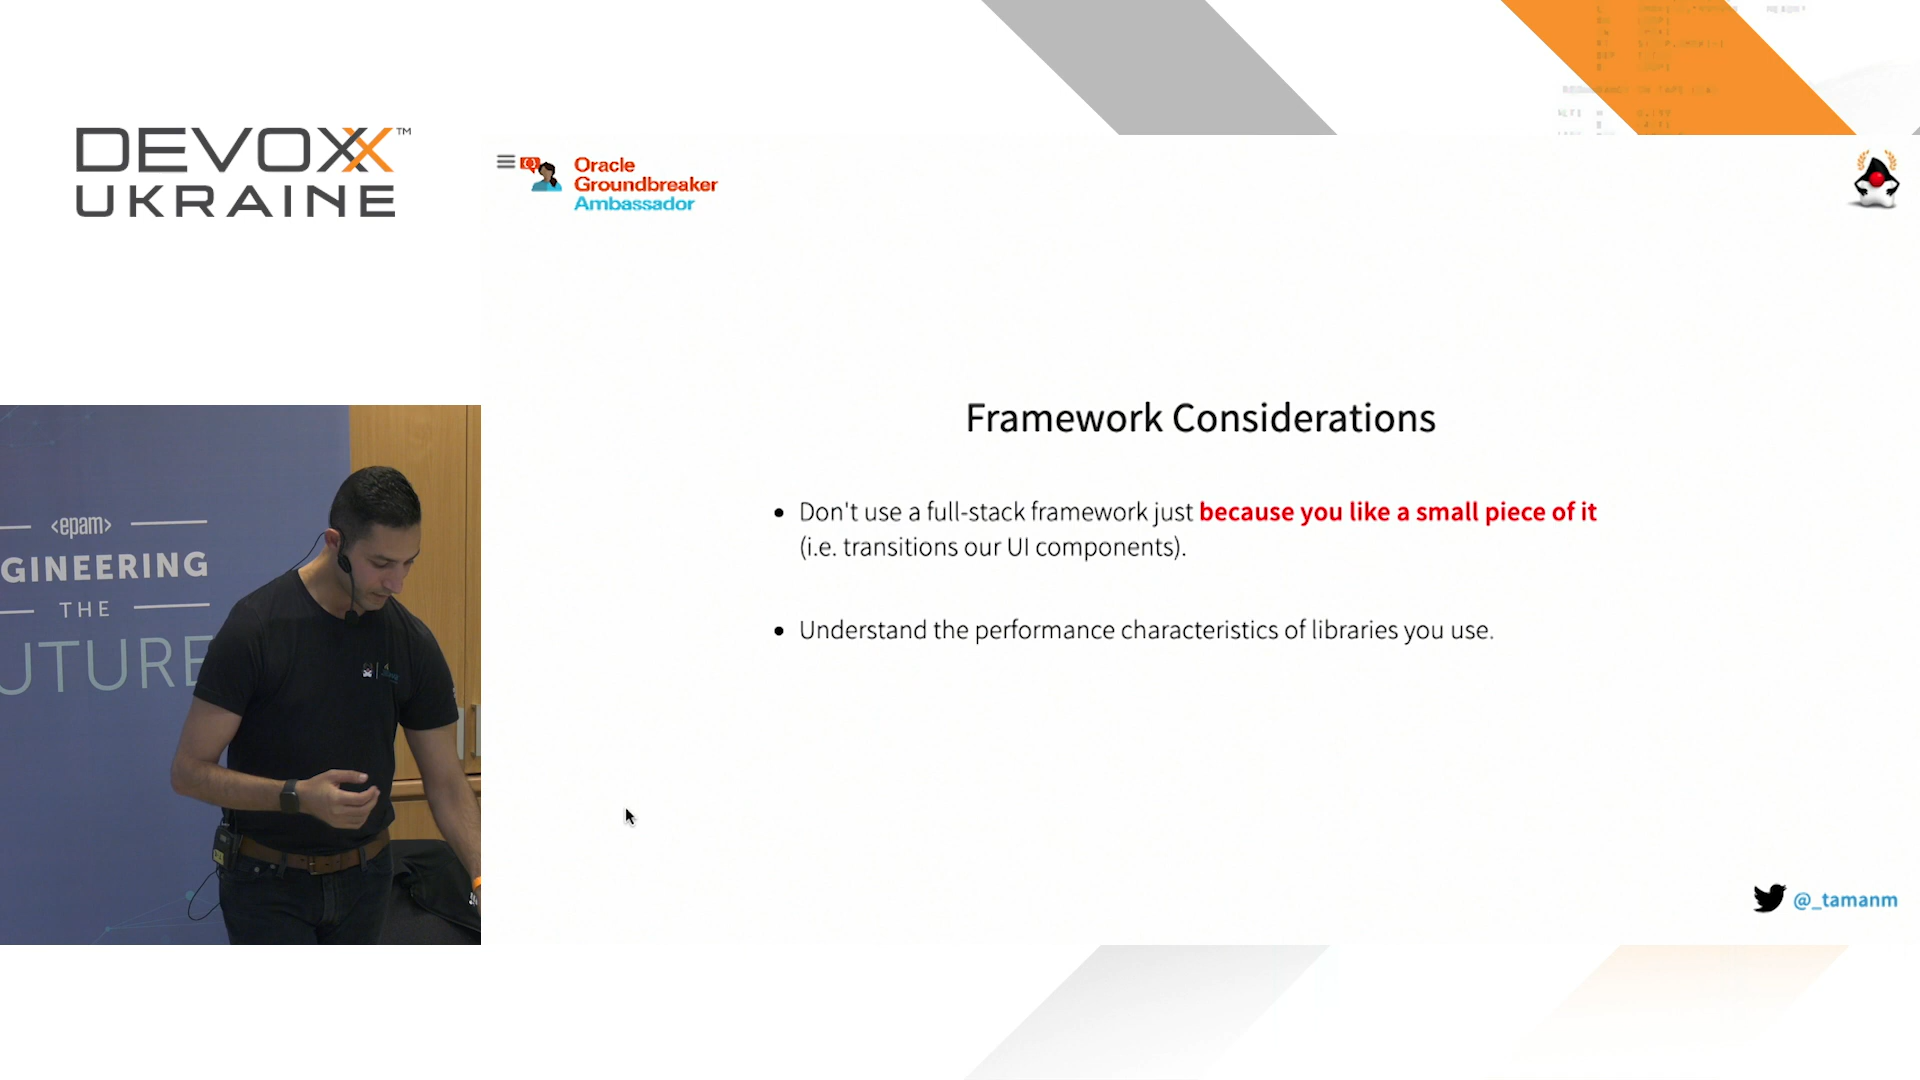 DEVOXX™
UKRAINE
Oracle
Groundbreaker
Ambassador
Framework Considerations
Don't use a full-stack framework just because you like a small piece of it
(i.e. transitions our UI components).
Understand the performance characteristics of libraries you use.
@_tamanm
<epam>
GINEERING
THE
UTURE